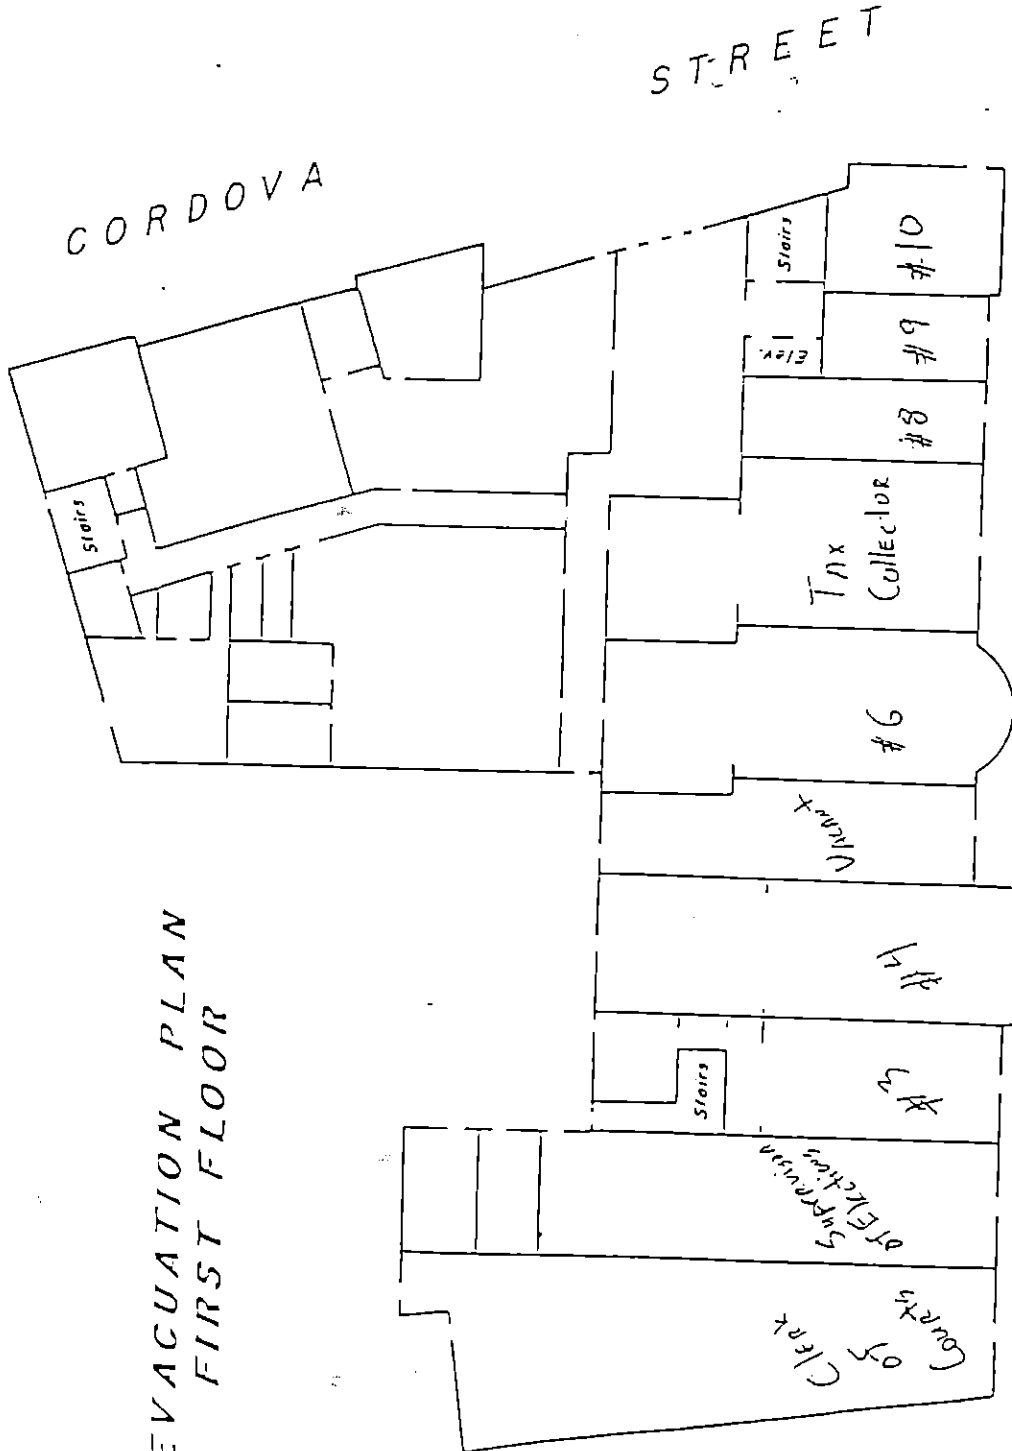 CORDOVA STREET
EVACUATION PLAN
FIRST FLOOR
Stairs
Stairs
Elev.
#10
#9
#8
TAX
CollECTOR
#6
VACANT
#4
Stairs
#3
Supervisor
of Elections
ClERK
of
Courts